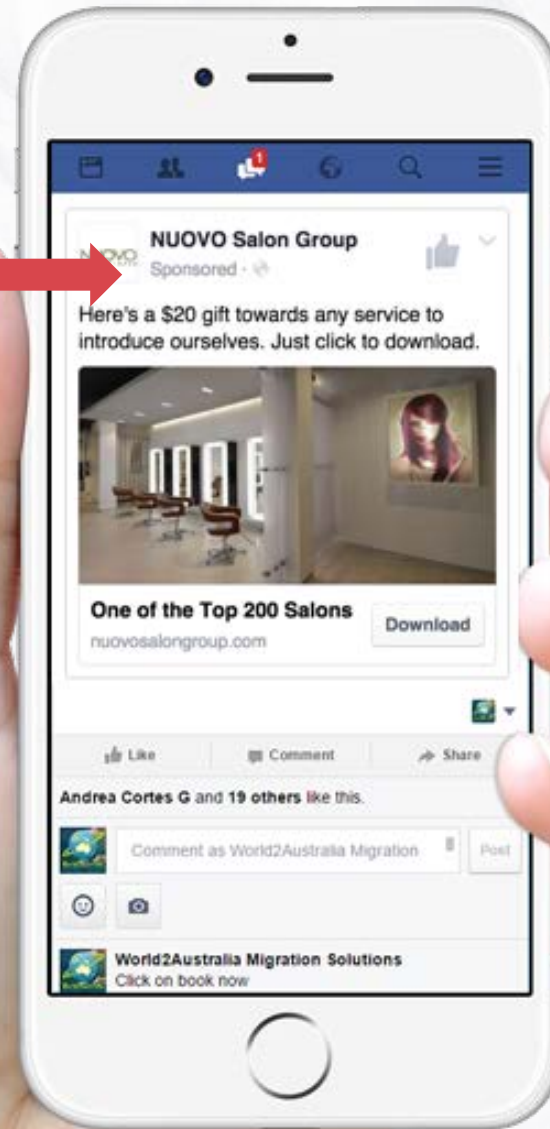 1
NUOVO
NUOVO Salon Group
Sponsored ·
Here's a $20 gift towards any service to
introduce ourselves. Just click to download.
One of the Top 200 Salons
nuovosalongroup.com
Download
Like
Comment
Share
Andrea Cortes G and 19 others like this.
Comment as World2Australia Migration
Post
World2Australia Migration Solutions
Click on book now